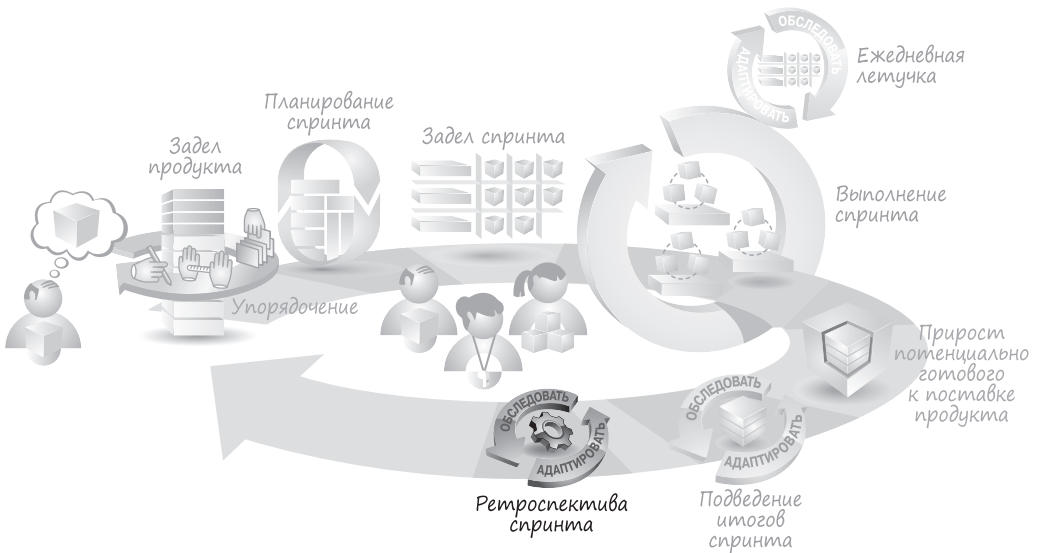 ОБСЛЕДОВАТЬ
АДАПТИРОВАТЬ
Ежедневная
летучка
Планирование
спринта
Задел спринта
Задел
продукта
Выполнение
спринта
Упорядочение
Прирост
потенциально
готового
к поставке
продукта
ОБСЛЕДОВАТЬ
АДАПТИРОВАТЬ
ОБСЛЕДОВАТЬ
АДАПТИРОВАТЬ
Ретроспектива
спринта
Подведение
итогов
спринта